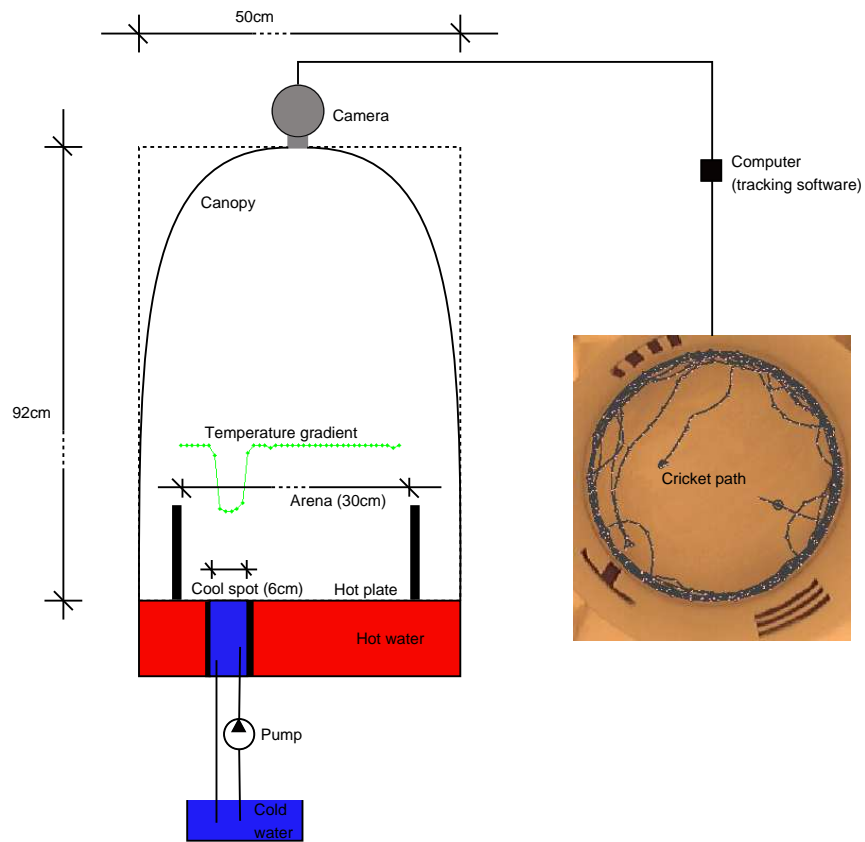 50cm
Camera
Computer
(tracking software)
Canopy
92cm
Temperature gradient
Arena (30cm)
Cricket path
Cool spot (6cm)
Hot plate
Hot water
Pump
Cold
water